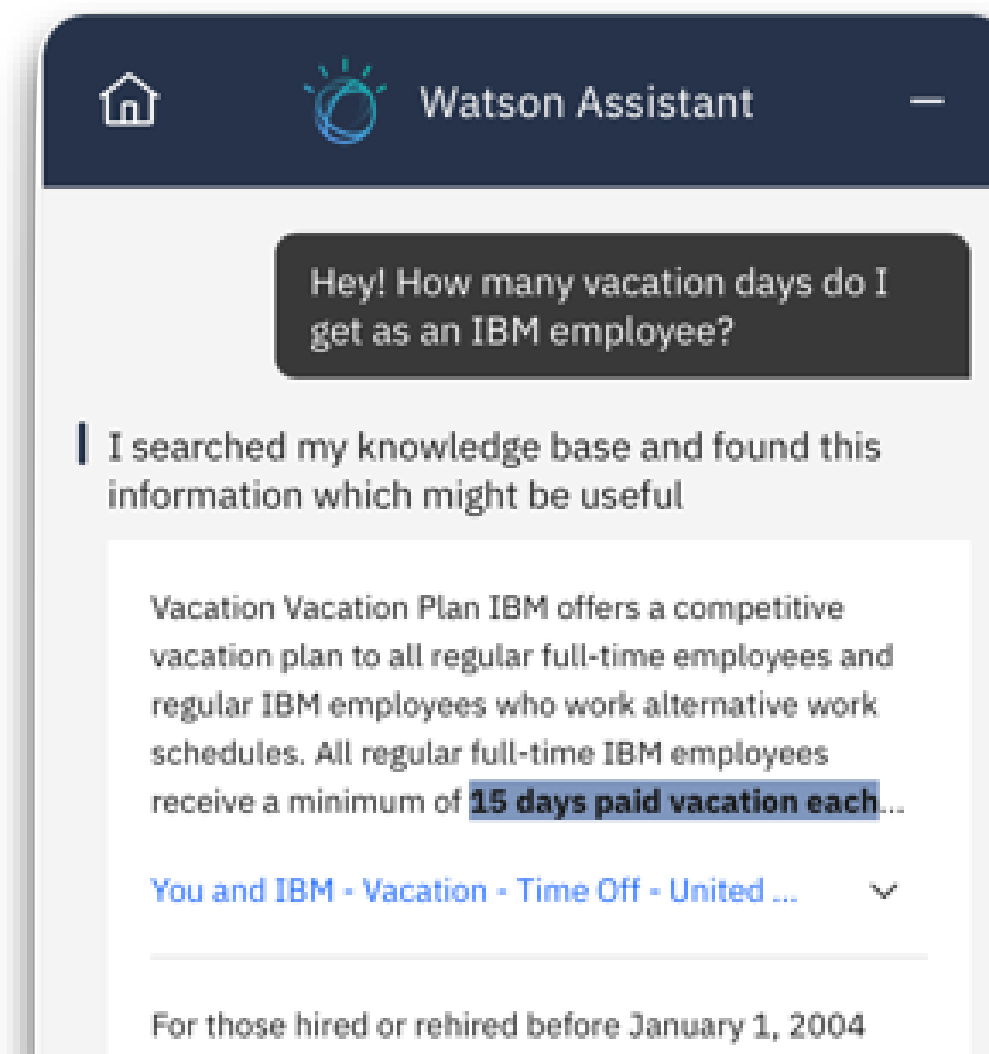 Watson Assistant
Hey! How many vacation days do I
get as an IBM employee?
I searched my knowledge base and found this
information which might be useful
Vacation Vacation Plan IBM offers a competitive
vacation plan to all regular full-time employees and
regular IBM employees who work alternative work
schedules. All regular full-time IBM employees
receive a minimum of 15 days paid vacation each...
You and IBM - Vacation - Time Off - United ...
For those hired or rehired before January 1, 2004